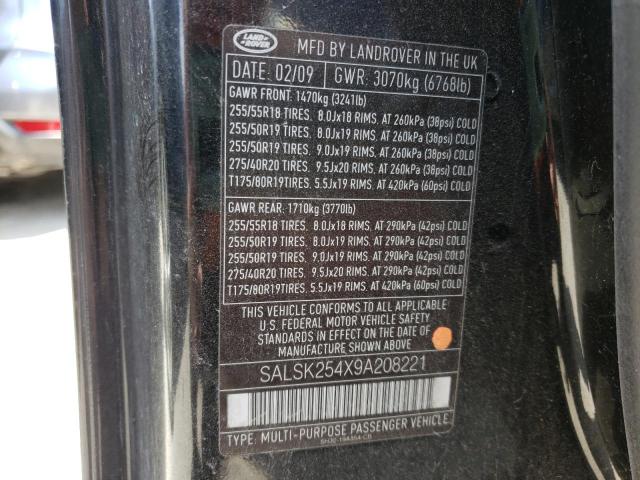 LAND ROVER
MFD BY LANDROVER IN THE UK
DATE: 02/09 GWR: 3070kg (6768lb)
GAWR FRONT: 1470kg (3241lb)
255/55R18 TIRES. 8.0Jx18 RIMS. AT 260kPa (38psi) COLD
255/50R19 TIRES. 8.0Jx19 RIMS. AT 260kPa (38psi) COLD
255/50R19 TIRES. 9.0Jx19 RIMS. AT 260kPa (38psi) COLD
275/40R20 TIRES. 9.5Jx20 RIMS. AT 260kPa (38psi) COLD
T175/80R19TIRES. 5.5Jx19 RIMS. AT 420kPa (60psi) COLD
GAWR REAR: 1710kg (3770lb)
255/55R18 TIRES. 8.0Jx18 RIMS. AT 290kPa (42psi) COLD
255/50R19 TIRES. 8.0Jx19 RIMS. AT 290kPa (42psi) COLD
255/50R19 TIRES. 9.0Jx19 RIMS. AT 290kPa (42psi) COLD
275/40R20 TIRES. 9.5Jx20 RIMS. AT 290kPa (42psi) COLD
T175/80R19TIRES. 5.5Jx19 RIMS. AT 420kPa (60psi) COLD
THIS VEHICLE CONFORMS TO ALL APPLICABLE
U.S. FEDERAL MOTOR VEHICLE SAFETY
STANDARDS IN EFFECT ON THE DATE OF
MANUFACTURE SHOWN ABOVE
SALSK254X9A208221
TYPE: MULTI-PURPOSE PASSENGER VEHICLE